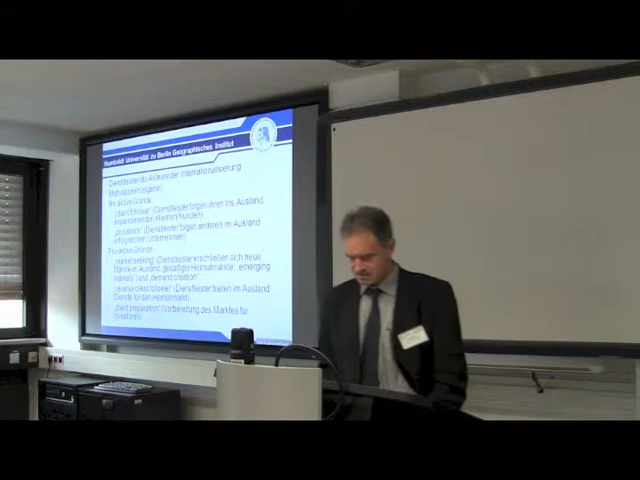 Humboldt Universität zu Berlin Geographisches Institut
Dienstleister als Akteure der Internationalisierung
Reaktive Gründe
„client follower" (Dienstleister folgen ihren ins Ausland
expandierenden Klienten/Kunden)
(Dienstleister folgen anderen im Ausland
erfolgreichen Unternehmen)
Proaktive Gründe
„market seeking" (Dienstleister erschließen sich neue
Märkte im Ausland, gesättigte Heimatmärkte, emerging
markets) und „demand creation"
„reverse client follower" (Dienstleister bieten im Ausland
Dienste für den Heimatmarkt)
„client preparation" (Vorbereitung des Marktes für
Investoren)